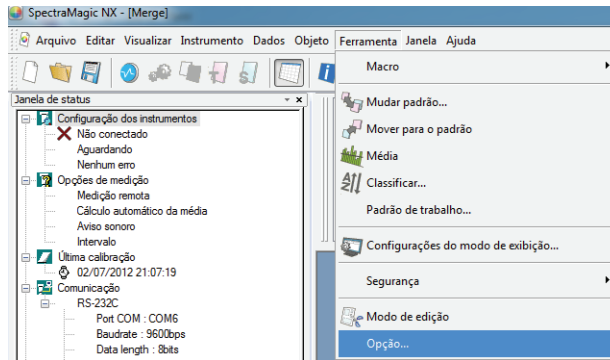 SpectraMagic NX - [Merge]
Arquivo Editar Visualizar Instrumento Dados Objeto Ferramenta Janela Ajuda
Janela de status
Configuração dos instrumentos
Não conectado
Aguardando
Nenhum erro
Opções de medição
Medição remota
Cálculo automático da média
Aviso sonoro
Intervalo
Última calibração
02/07/2012 21:07:19
Comunicação
RS-232C
Port COM : COM6
Baudrate : 9600bps
Data length : 8bits
Macro
Mudar padrão...
Mover para o padrão
Média
Classificar...
Padrão de trabalho...
Configurações do modo de exibição...
Segurança
Modo de edição
Opção...